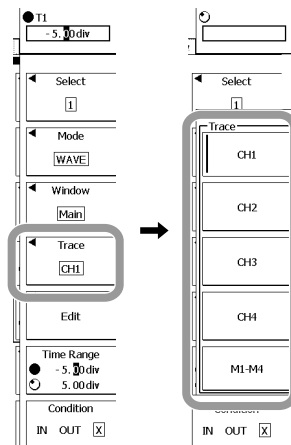 T1
-5.00div
Select
1
Mode
WAVE
Window
Main
Trace
CH1
Edit
Time Range
-5.00div
5.00div
Condition
IN OUT X
Select
1
Trace
CH1
CH2
CH3
CH4
M1-M4
Condition
IN OUT X